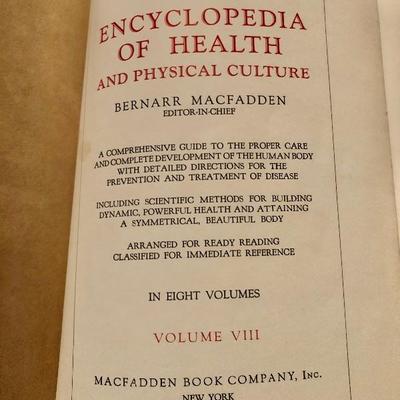 ENCYCLOPEDIA
OF HEALTH
AND PHYSICAL CULTURE
BERNARR MACFADDEN
EDITOR-IN-CHIEF
A COMPREHENSIVE GUIDE TO THE PROPER CARE
AND COMPLETE DEVELOPMENT OF THE HUMAN BODY
WITH DETAILED DIRECTIONS FOR THE
PREVENTION AND TREATMENT OF DISEASE
INCLUDING SCIENTIFIC METHODS FOR BUILDING
DYNAMIC, POWERFUL HEALTH AND ATTAINING
A SYMMETRICAL, BEAUTIFUL BODY
ARRANGED FOR READY READING
CLASSIFIED FOR IMMEDIATE REFERENCE
IN EIGHT VOLUMES
VOLUME VIII
MACFADDEN BOOK COMPANY, INC.
NEW YORK